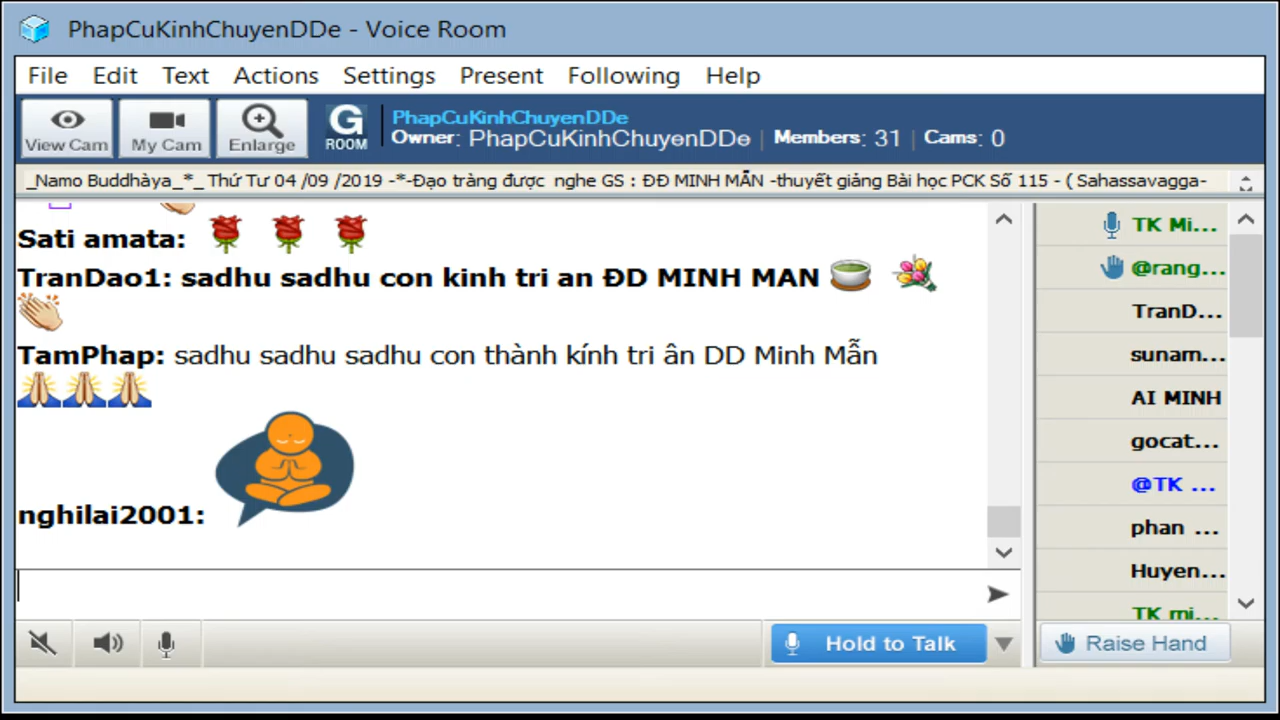 PhapCuKinhChuyenDDe - Voice Room
File Edit Text Actions Settings Present Following Help
View Cam My Cam Enlarge G ROOM
PhapCuKinhChuyenDDe
Owner: PhapCuKinhChuyenDDe | Members: 31 | Cams: 0
_Namo Buddhàya_*_ Thứ Tư 04 /09 /2019 -*-Đạo tràng được nghe GS : ĐĐ MINH MẪN -thuyết giảng Bài học PCK Số 115 - ( Sahassavagga-
Sati amata:
TranDao1: sadhu sadhu con kinh tri an ĐD MINH MAN
TamPhap: sadhu sadhu sadhu con thành kính tri ân DD Minh Mẫn
nghilai2001:
TK Mi...
@rang...
TranD...
sunam...
AI MINH
gocat...
@TK ...
phan ...
Huyen...
TK mi...
Hold to Talk
Raise Hand